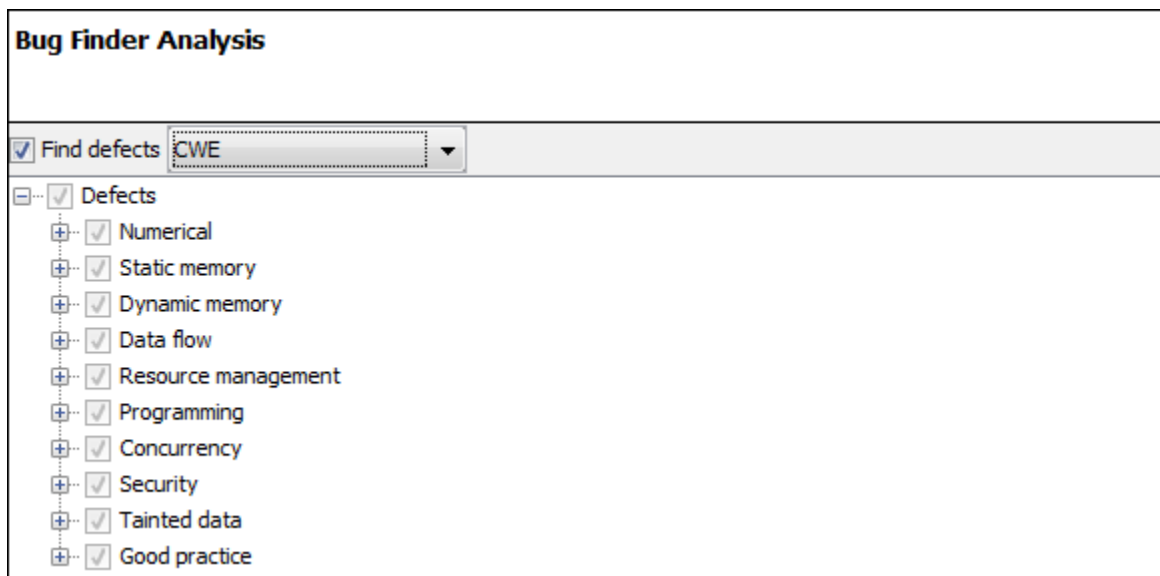 Bug Finder Analysis
Find defects CWE
Defects
Numerical
Static memory
Dynamic memory
Data flow
Resource management
Programming
Concurrency
Security
Tainted data
Good practice